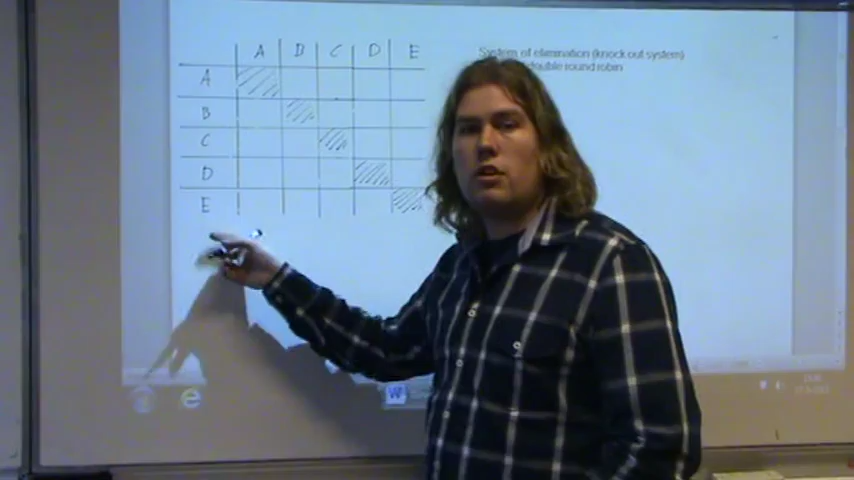 A B C D E
A
B
C
D
E
System of elimination (knock out system)
double round robin
W